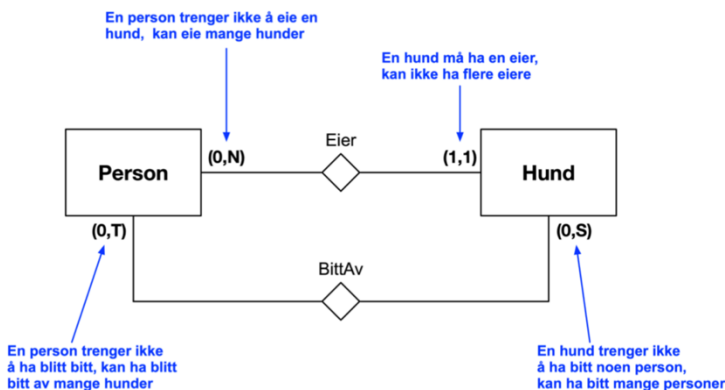 En person trenger ikke å eie en
hund, kan eie mange hunder
En hund må ha en eier,
kan ikke ha flere eiere
Eier
Person
(0,N)
(1,1)
Hund
(0,T)
(0,S)
BittAv
En person trenger ikke
å ha blitt bitt, kan ha blitt
bitt av mange hunder
En hund trenger ikke
å ha bitt noen person,
kan ha bitt mange personer